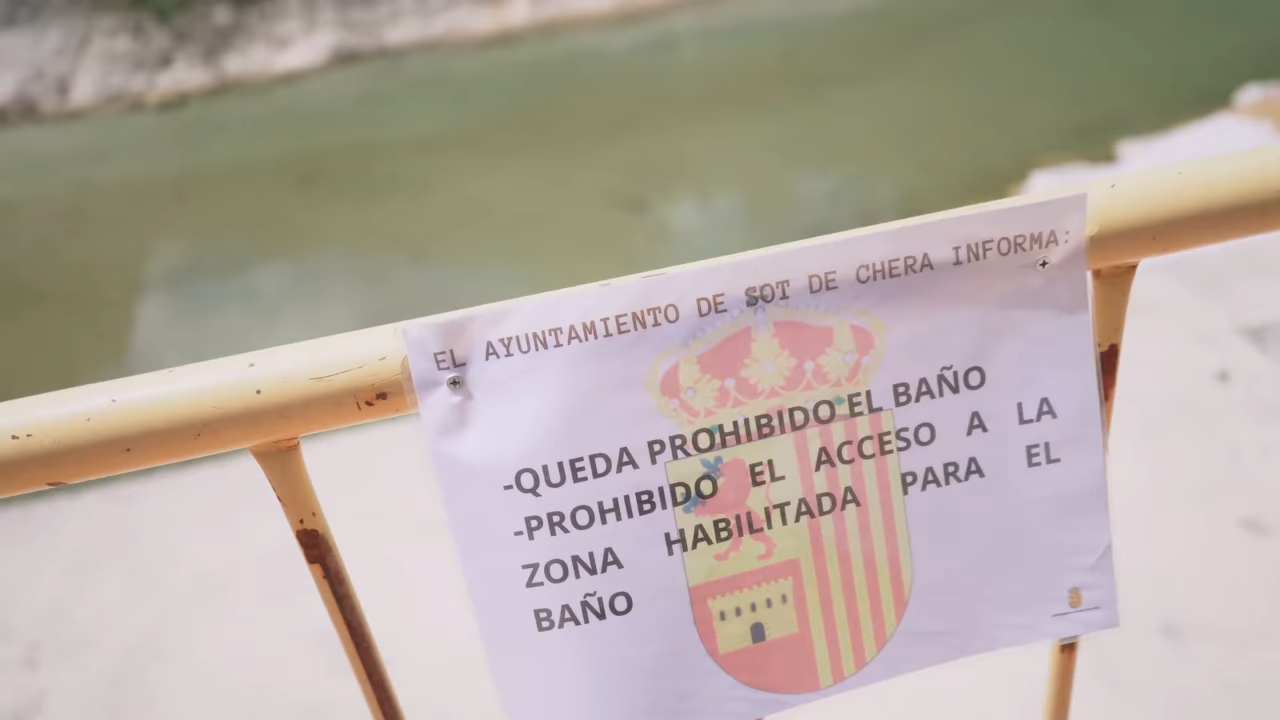 EL AYUNTAMIENTO DE SOT DE CHERA INFORMA:
-QUEDA PROHIBIDO EL BAÑO
-PROHIBIDO EL ACCESO A LA
ZONA HABILITADA PARA EL
BAÑO